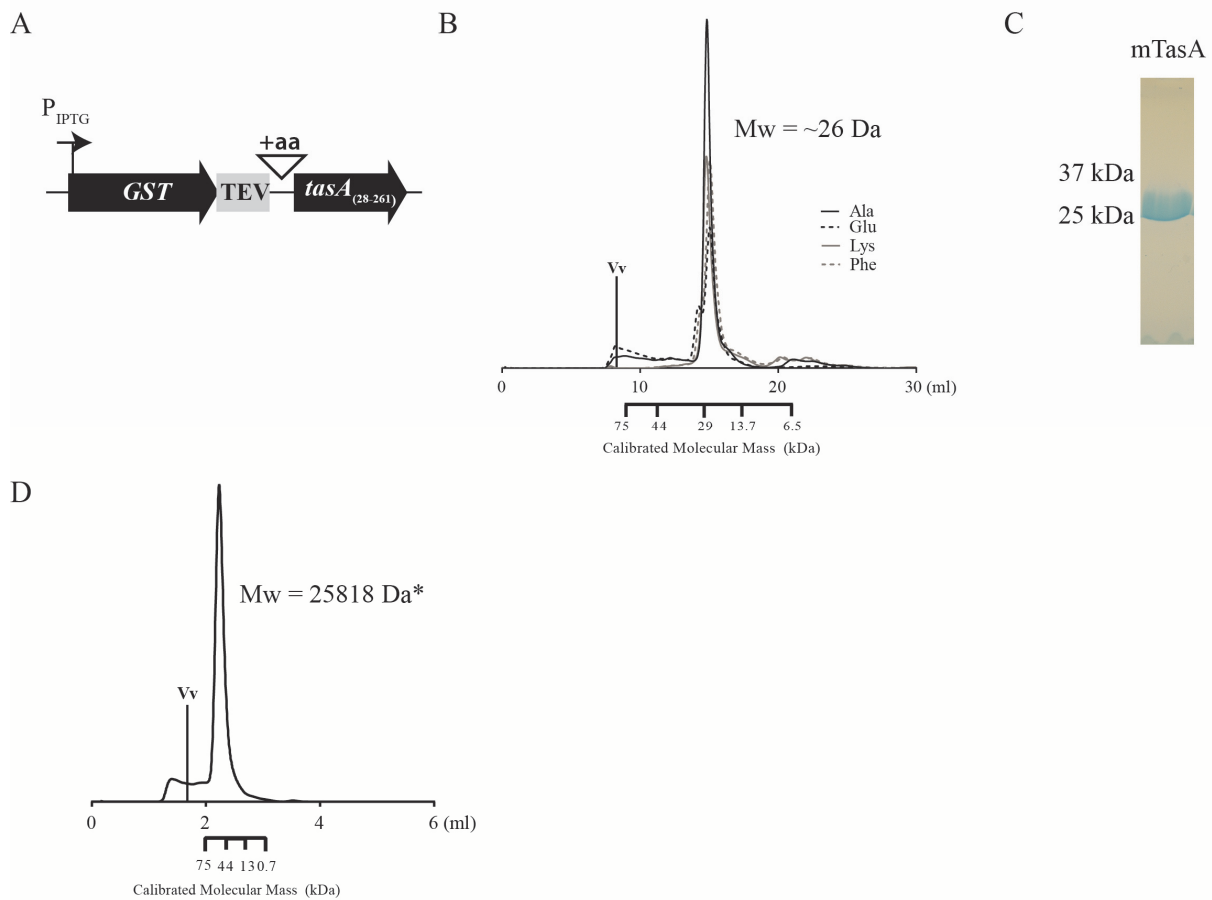 A
P IPTG
+aa
GST TEV tasA(28-261)
B
Mw = ~26 Da
Ala
Glu
Lys
Phe
Vv
0 10 20 30 (ml)
75 44 29 13.7 6.5
Calibrated Molecular Mass (kDa)
C
mTasA
37 kDa
25 kDa
D
Mw = 25818 Da*
Vv
0 2 4 6 (ml)
75 44 130.7
Calibrated Molecular Mass (kDa)